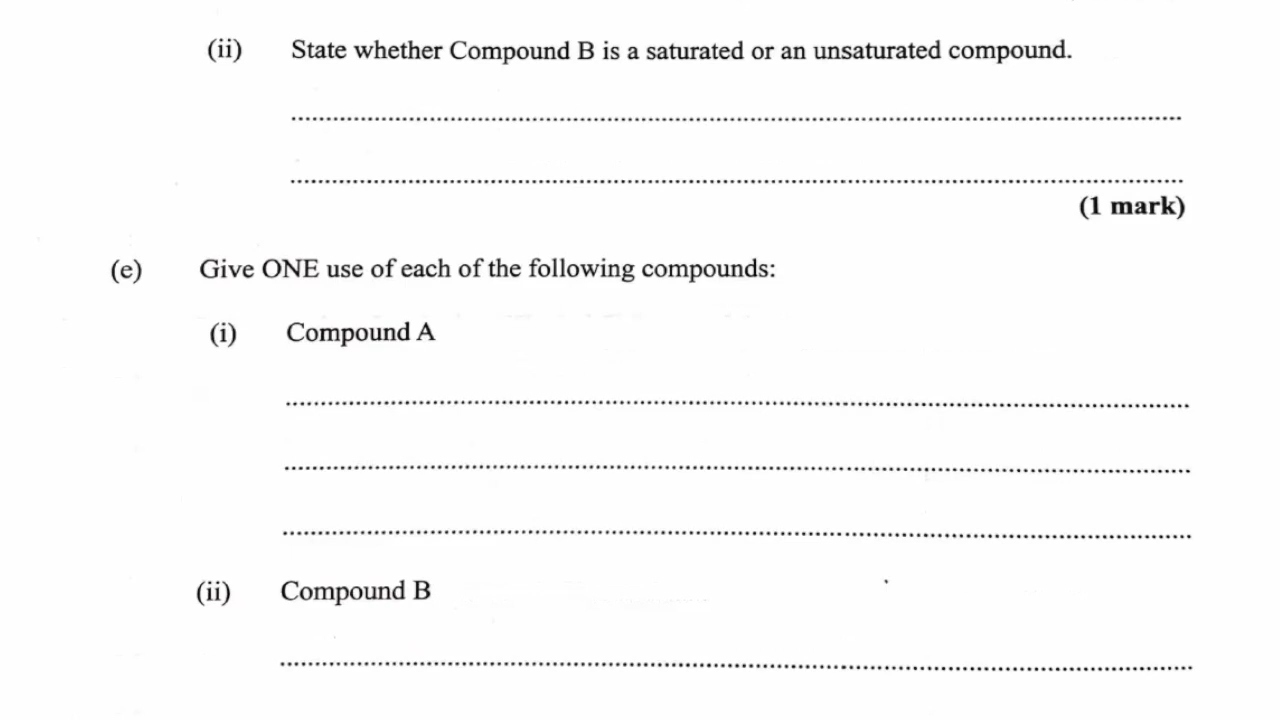 (ii) State whether Compound B is a saturated or an unsaturated compound.
(1 mark)
(e) Give ONE use of each of the following compounds:
(i) Compound A
(ii) Compound B